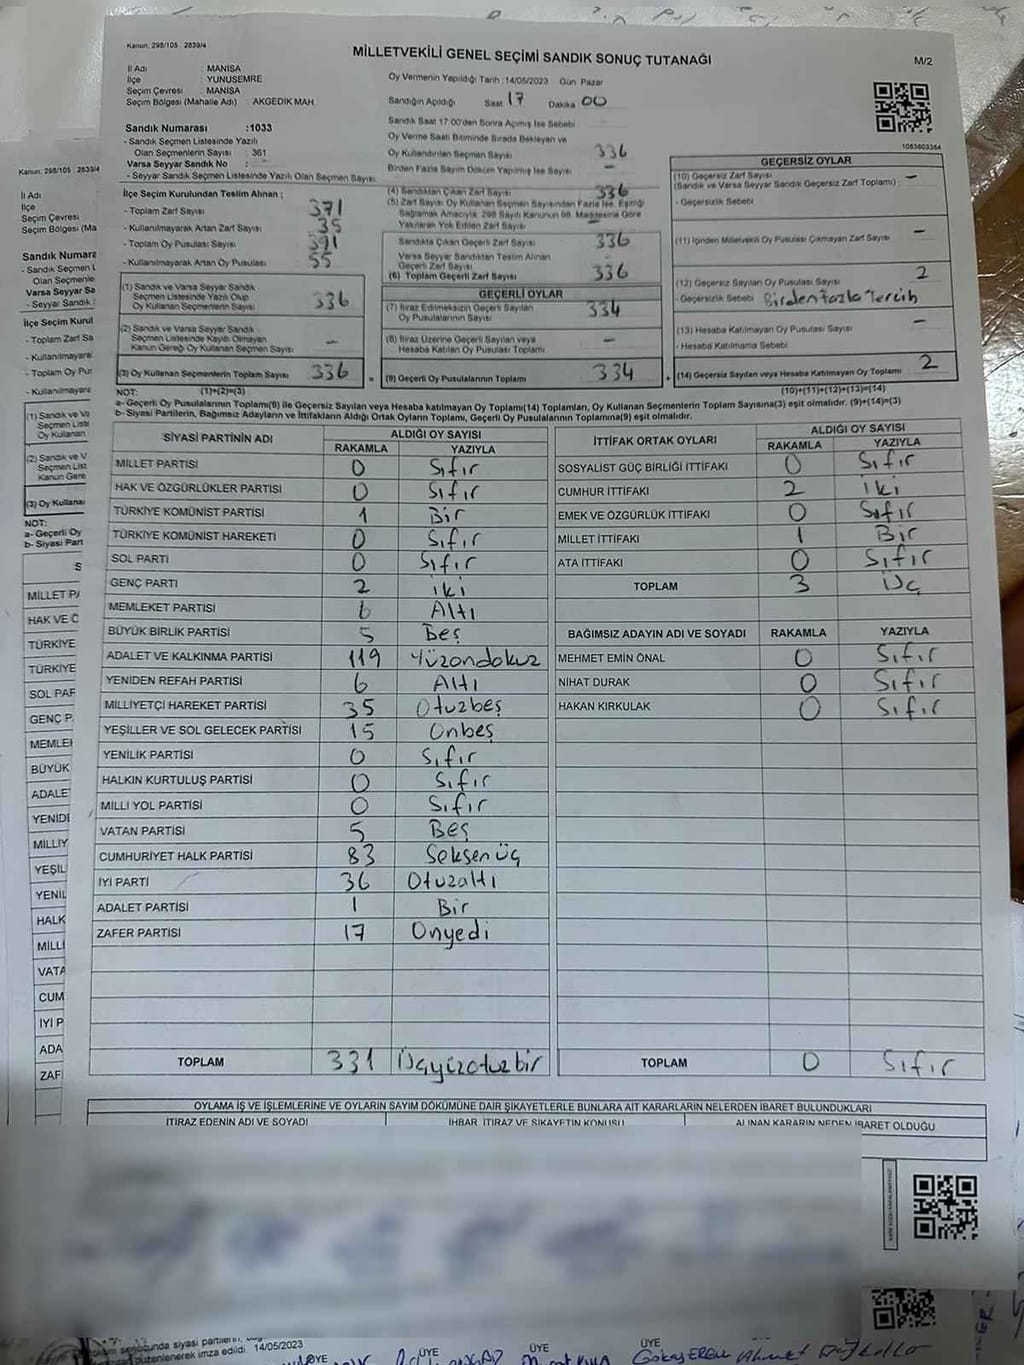 Kanun: 298/105 2839/4
MİLLETVEKİLİ GENEL SEÇİMİ SANDIK SONUÇ TUTANAĞI
M/2
İl Adı : MANİSA
İlçe : YUNUSEMRE
Seçim Çevresi : MANİSA
Seçim Bölgesi (Mahalle Adı) : AKGEDİK MAH
Sandık Numarası :1033
- Sandık Seçmen Listesinde Yazılı
Olan Seçmenlerin Sayısı : 361
Varsa Seyyar Sandık No :
- Seyyar Sandık Seçmen Listesinde Yazılı Olan Seçmen Sayısı
İlçe Seçim Kurulundan Teslim Alınan ;
- Toplam Zarf Sayısı 371
- Kullanılmayarak Artan Zarf Sayısı 35
- Toplam Oy Pusulası Sayısı 391
- Kullanılmayarak Artan Oy Pusulası 55
(1) Sandık ve Varsa Seyyar Sandık
Seçmen Listesinde Yazılı Olup
Oy Kullanan Seçmenlerin Sayısı 336
(2) Sandık ve Varsa Seyyar Sandık
Seçmen Listesinde Kayıtlı Olmayan
Kanun Gereği Oy Kullanan Seçmen Sayısı -
(3) Oy Kullanan Seçmenlerin Toplam Sayısı 336
Oy Vermenin Yapıldığı Tarih : 14/05/2023 Gün Pazar
Sandığın Açıldığı Saat 17 Dakika 00
Sandık Saat 17.00'den Sonra Açılmış İse Sebebi
Oy Verme Saati Bitiminde Sırada Bekleyen ve
Oy Kullandırılan Seçmen Sayısı 336
Birden Fazla Sayım Döküm Yapılmış İse Sayısı -
(4) Sandıktan Çıkan Zarf Sayısı 336
(5) Zarf Sayısı Oy Kullanan Seçmen Sayısından Fazla İse, Eşitliği
Sağlamak Amacıyla; 298 Sayılı Kanunun 98. Maddesine Göre
Yakılarak Yok Edilen Zarf Sayısı -
Sandıkta Çıkan Geçerli Zarf Sayısı 336
Varsa Seyyar Sandıktan Teslim Alınan
Geçerli Zarf Sayısı -
(6) Toplam Geçerli Zarf Sayısı 336
GEÇERLİ OYLAR
(7) İtiraz Edilmeksizin Geçerli Sayılan
Oy Pusulalarının Sayısı 334
(8) İtiraz Üzerine Geçerli Sayılan veya
Hesaba Katılan Oy Pusulası Toplamı -
= (9) Geçerli Oy Pusulalarının Toplamı 334
1083603364
GEÇERSİZ OYLAR
(10) Geçersiz Zarf Sayısı -
(Sandık ve Varsa Seyyar Sandık Geçersiz Zarf Toplamı)
- Geçersizlik Sebebi
(11) İçinden Milletvekili Oy Pusulası Çıkmayan Zarf Sayısı -
(12) Geçersiz Sayılan Oy Pusulası Sayısı 2
- Geçersizlik Sebebi Birden fazla tercih
(13) Hesaba Katılmayan Oy Pusulası Sayısı -
- Hesaba Katılmama Sebebi
+ (14) Geçersiz Sayılan veya Hesaba Katılmayan Oy Toplamı 2
NOT: (1)+(2)=(3) (10)+(11)+(12)+(13)=(14)
a- Geçerli Oy Pusulalarının Toplamı(9) ile Geçersiz Sayılan veya Hesaba katılmayan Oy Toplamı(14) Toplamları, Oy Kullanan Seçmenlerin Toplam Sayısına(3) eşit olmalıdır. (9)+(14)=(3)
b- Siyasi Partilerin, Bağımsız Adayların ve İttifakların Aldığı Ortak Oyların Toplamı, Geçerli Oy Pusulalarının Toplamına(9) eşit olmalıdır.
SİYASİ PARTİNİN ADI ALDIĞI OY SAYISI
RAKAMLA YAZIYLA
MİLLET PARTİSİ 0 Sıfır
HAK VE ÖZGÜRLÜKLER PARTİSİ 0 Sıfır
TÜRKİYE KOMÜNİST PARTİSİ 1 Bir
TÜRKİYE KOMÜNİST HAREKETİ 0 Sıfır
SOL PARTİ 0 Sıfır
GENÇ PARTİ 2 iki
MEMLEKET PARTİSİ 6 Altı
BÜYÜK BİRLİK PARTİSİ 5 Beş
ADALET VE KALKINMA PARTİSİ 119 Yüzondokuz
YENİDEN REFAH PARTİSİ 6 Altı
MİLLİYETÇİ HAREKET PARTİSİ 35 Otuzbeş
YEŞİLLER VE SOL GELECEK PARTİSİ 15 Onbeş
YENİLİK PARTİSİ 0 Sıfır
HALKIN KURTULUŞ PARTİSİ 0 Sıfır
MİLLİ YOL PARTİSİ 0 Sıfır
VATAN PARTİSİ 5 Beş
CUMHURİYET HALK PARTİSİ 83 Seksenüç
İYİ PARTİ 36 Otuzaltı
ADALET PARTİSİ 1 Bir
ZAFER PARTİSİ 17 Onyedi
TOPLAM 331 Üçyüzotuzbir
İTTİFAK ORTAK OYLARI ALDIĞI OY SAYISI
RAKAMLA YAZIYLA
SOSYALİST GÜÇ BİRLİĞİ İTTİFAKI 0 Sıfır
CUMHUR İTTİFAKI 2 iki
EMEK VE ÖZGÜRLÜK İTTİFAKI 0 Sıfır
MİLLET İTTİFAKI 1 Bir
ATA İTTİFAKI 0 Sıfır
TOPLAM 3 Üç
BAĞIMSIZ ADAYIN ADI VE SOYADI RAKAMLA YAZIYLA
MEHMET EMİN ÖNAL 0 Sıfır
NİHAT DURAK 0 Sıfır
HAKAN KIRKULAK 0 Sıfır
TOPLAM 0 Sıfır
OYLAMA İŞ VE İŞLEMLERİNE VE OYLARIN SAYIM DÖKÜMÜNE DAİR ŞİKAYETLERLE BUNLARA AİT KARARLARIN NELERDEN İBARET BULUNDUKLARI
İTİRAZ EDENİN ADI VE SOYADI İHBAR, İTİRAZ VE ŞİKAYETİN KONUSU ALINAN KARARIN NEDEN İBARET OLDUĞU
14/05/2023
ÜYE ÜYE ÜYE ÜYE